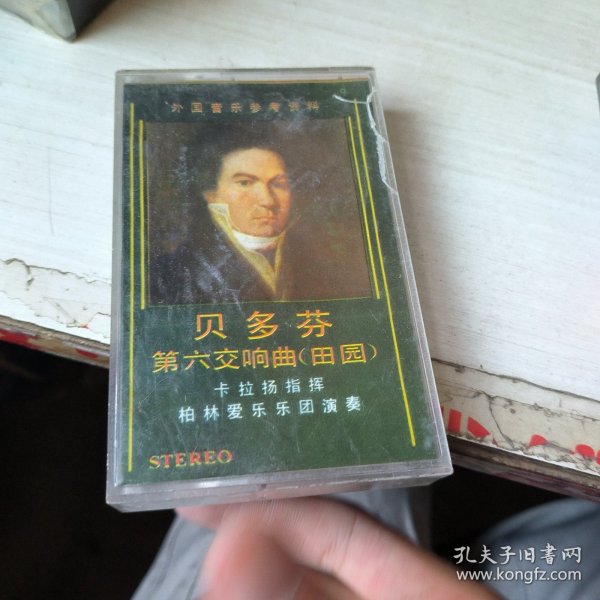 外国音乐参考资料
贝多芬
第六交响曲(田园)
卡拉扬指挥
柏林爱乐乐团演奏
STEREO
孔夫子旧书网
www.kongfz.com